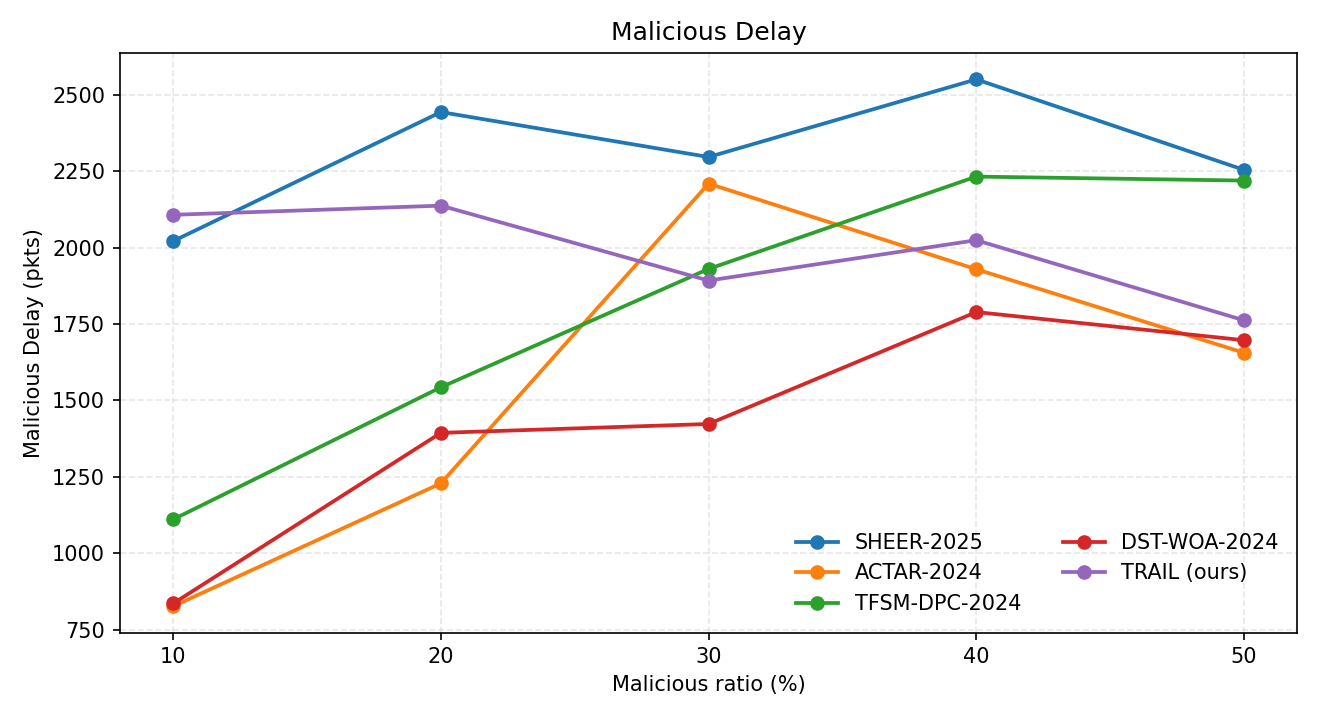 Malicious Delay
Malicious Delay (pkts)
2500
2250
2000
1750
1500
1250
1000
750
SHEER-2025
ACTAR-2024
TFSM-DPC-2024
DST-WOA-2024
TRAIL (ours)
10 20 30 40 50
Malicious ratio (%)